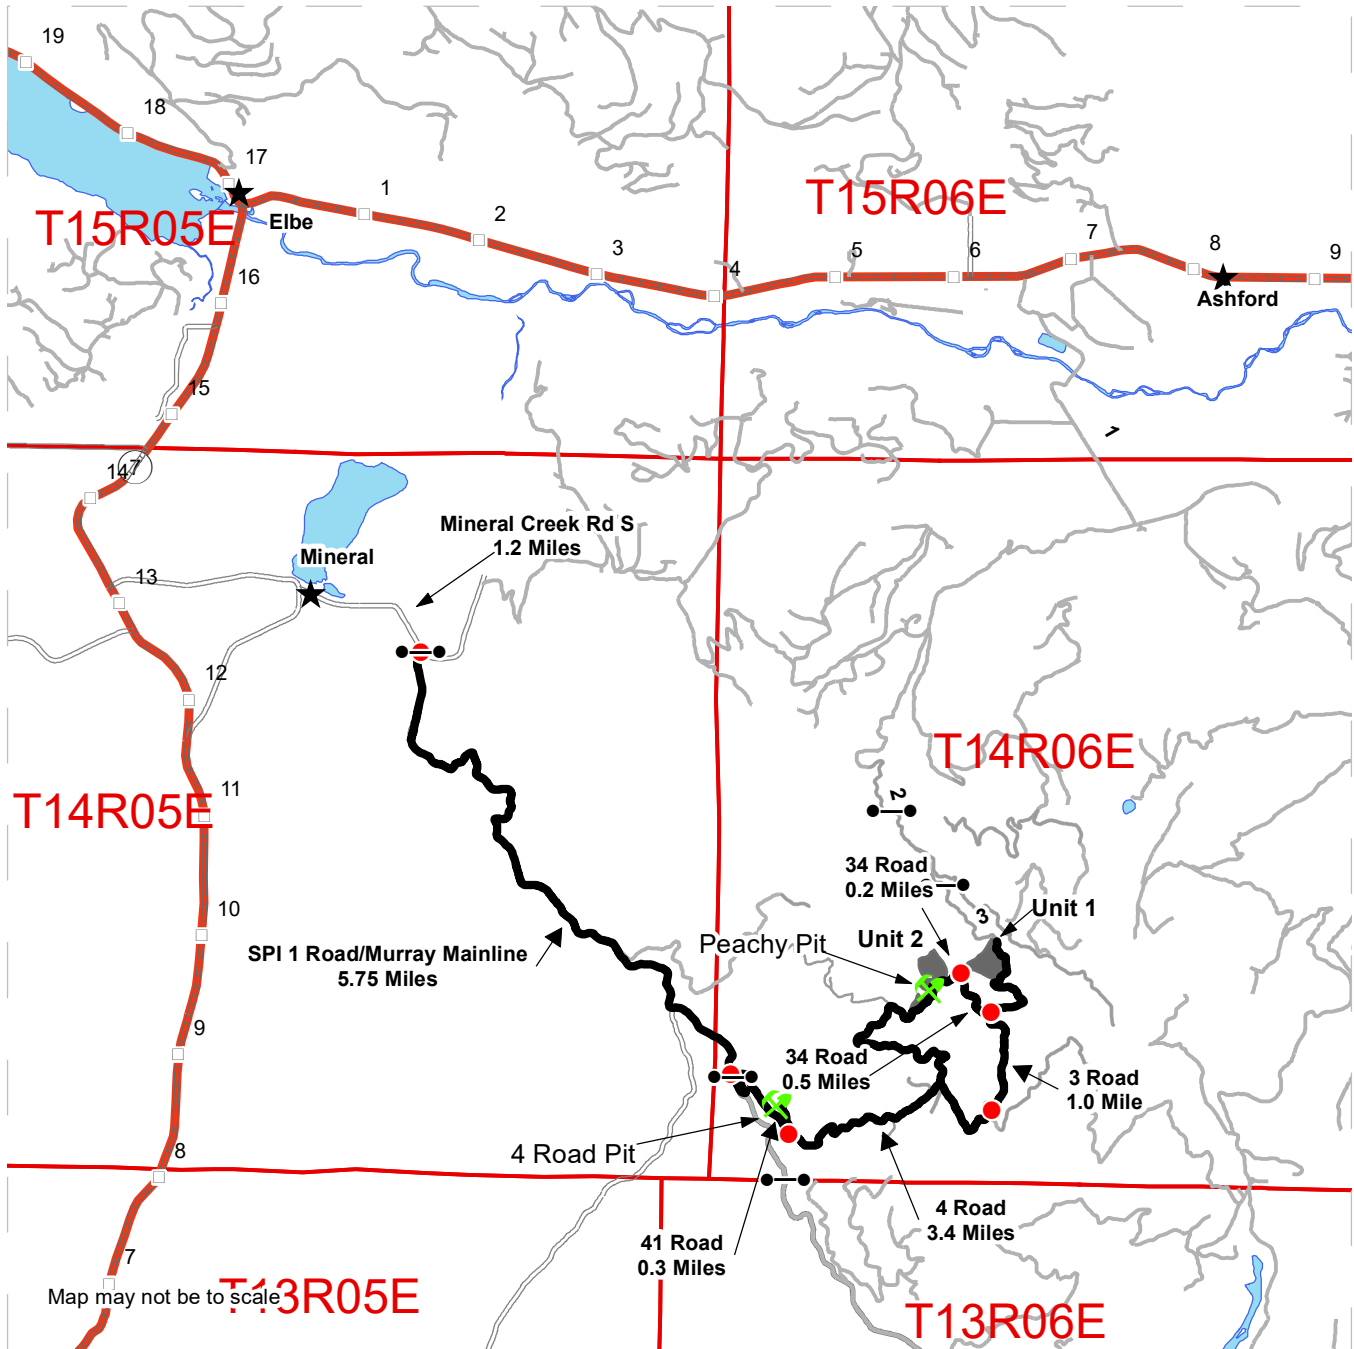 19
18
17
Elbe
1
2
3
4
5
6
7
8
9
Ashford
T15R05E
T15R06E
16
15
14
7
1
Mineral Creek Rd S
1.2 Miles
Mineral
13
12
11
10
9
8
7
T14R05E
T14R06E
2
34 Road
0.2 Miles
3
Unit 1
Unit 2
Peachy Pit
SPI 1 Road/Murray Mainline
5.75 Miles
34 Road
0.5 Miles
3 Road
1.0 Mile
4 Road Pit
4 Road
3.4 Miles
41 Road
0.3 Miles
Map may not be to scale
T13R05E
T13R06E